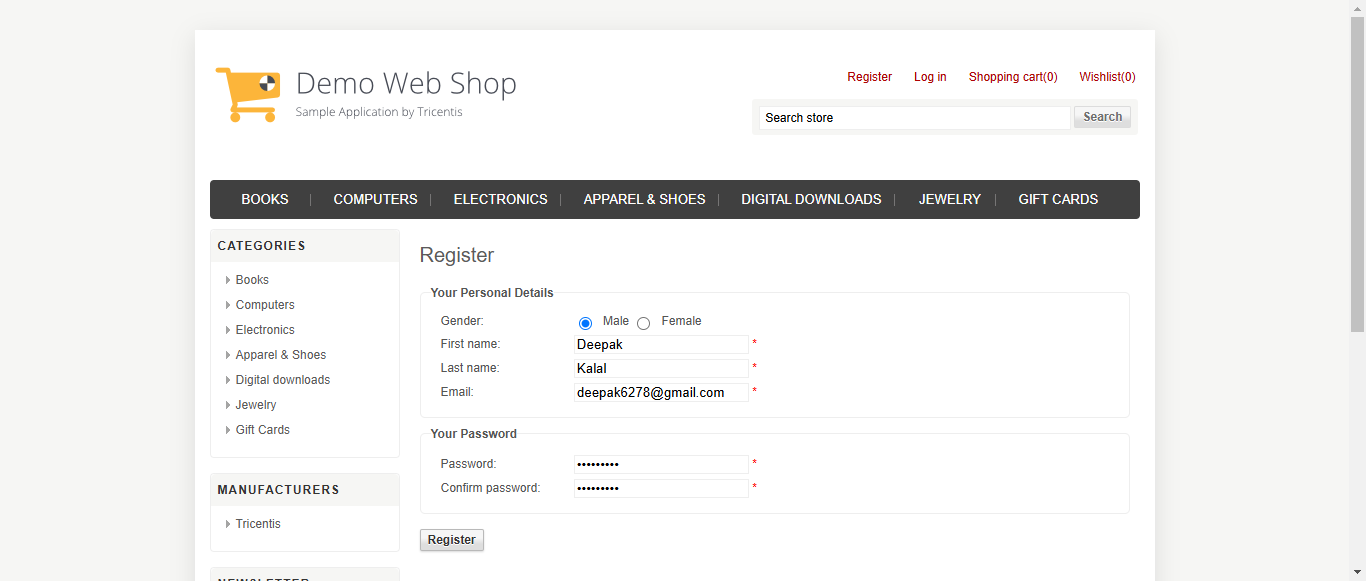 Demo Web Shop
Sample Application by Tricentis
Register Log in Shopping cart(0) Wishlist(0)
Search store Search
BOOKS COMPUTERS ELECTRONICS APPAREL & SHOES DIGITAL DOWNLOADS JEWELRY GIFT CARDS
CATEGORIES
Books
Computers
Electronics
Apparel & Shoes
Digital downloads
Jewelry
Gift Cards
MANUFACTURERS
Tricentis
NEWSLETTER
Register
Your Personal Details
Gender: Male Female
First name: Deepak *
Last name: Kalal *
Email: deepak6278@gmail.com *
Your Password
Password: ••••••••• *
Confirm password: ••••••••• *
Register